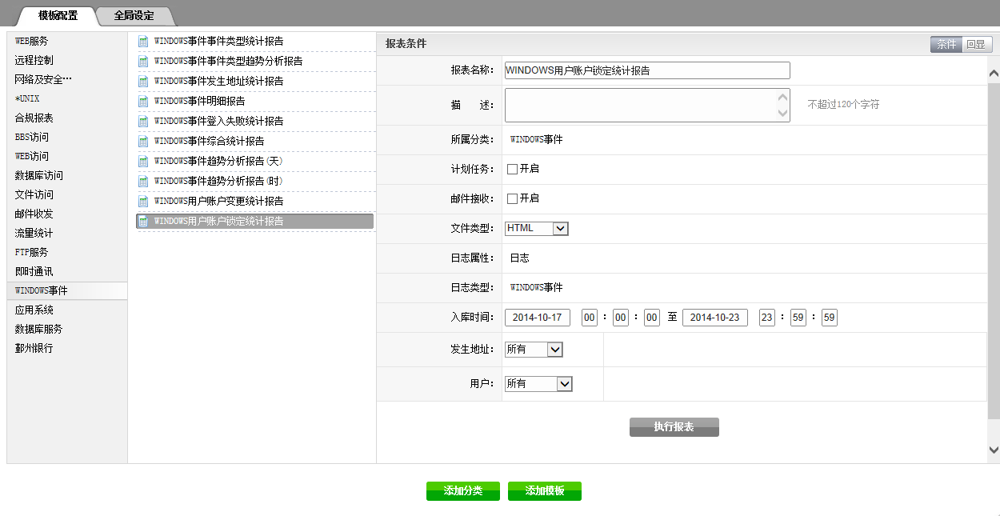 模板配置 全局设定
WEB服务
远程控制
网络及安全…
*UNIX
合规报表
BBS访问
WEB访问
数据库访问
文件访问
邮件收发
流量统计
FTP服务
即时通讯
WINDOWS事件
应用系统
数据库服务
鄞州银行
WINDOWS事件事件类型统计报告
WINDOWS事件事件类型趋势分析报告
WINDOWS事件发生地址统计报告
WINDOWS事件明细报告
WINDOWS事件登入失败统计报告
WINDOWS事件综合统计报告
WINDOWS事件趋势分析报告(天)
WINDOWS事件趋势分析报告(时)
WINDOWS用户账户变更统计报告
WINDOWS用户账户锁定统计报告
报表条件 条件 回显
报表名称: WINDOWS用户账户锁定统计报告
描 述: 不超过120个字符
所属分类: WINDOWS事件
计划任务: 开启
邮件接收: 开启
文件类型: HTML
日志属性: 日志
日志类型: WINDOWS事件
入库时间: 2014-10-17 00 : 00 : 00 至 2014-10-23 23 : 59 : 59
发生地址: 所有
用户: 所有
执行报表
添加分类 添加模板